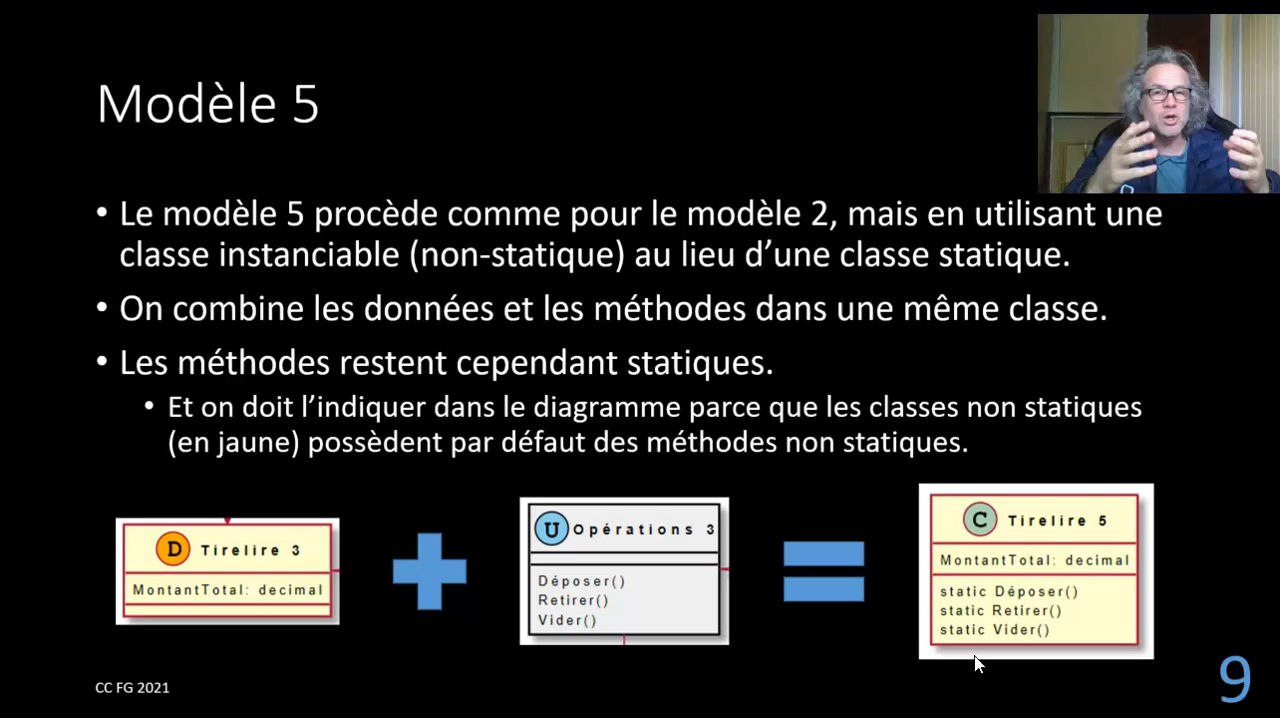 Modèle 5
• Le modèle 5 procède comme pour le modèle 2, mais en utilisant une
classe instanciable (non-statique) au lieu d’une classe statique.
• On combine les données et les méthodes dans une même classe.
• Les méthodes restent cependant statiques.
• Et on doit l’indiquer dans le diagramme parce que les classes non statiques
(en jaune) possèdent par défaut des méthodes non statiques.
D Tirelire 3
MontantTotal: decimal
U Opérations 3
Déposer()
Retirer()
Vider()
C Tirelire 5
MontantTotal: decimal
static Déposer()
static Retirer()
static Vider()
CC FG 2021
9